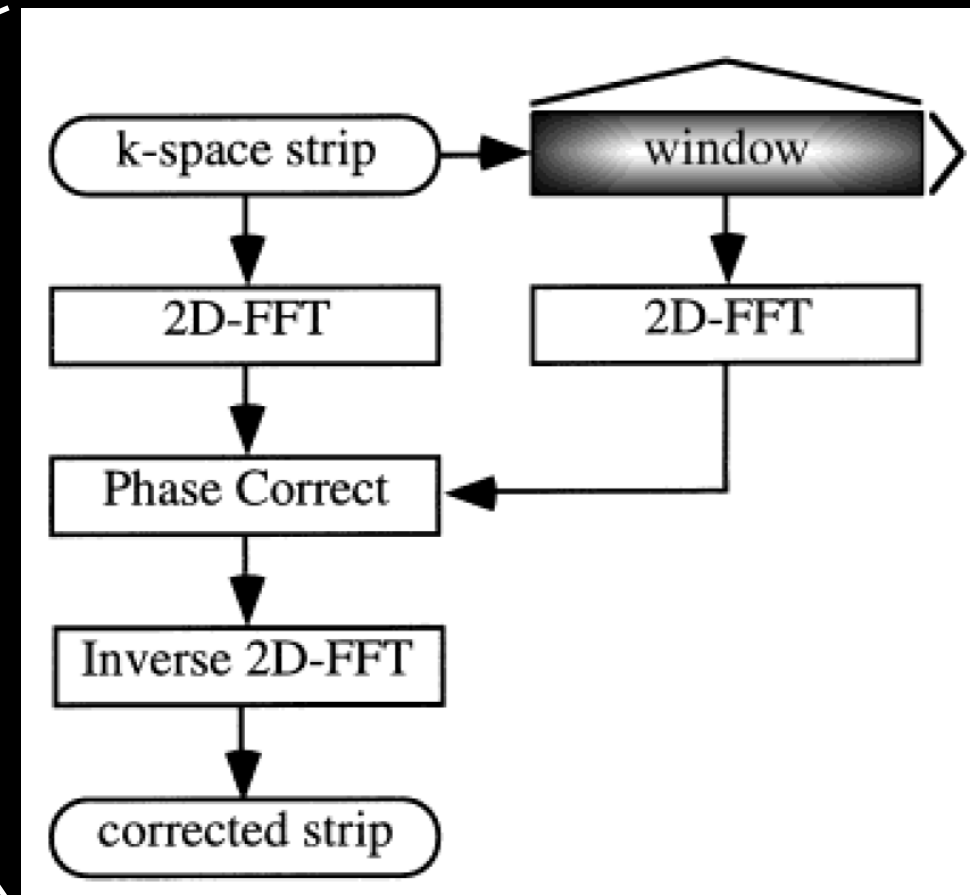 k-space strip
window
2D-FFT
2D-FFT
Phase Correct
Inverse 2D-FFT
corrected strip